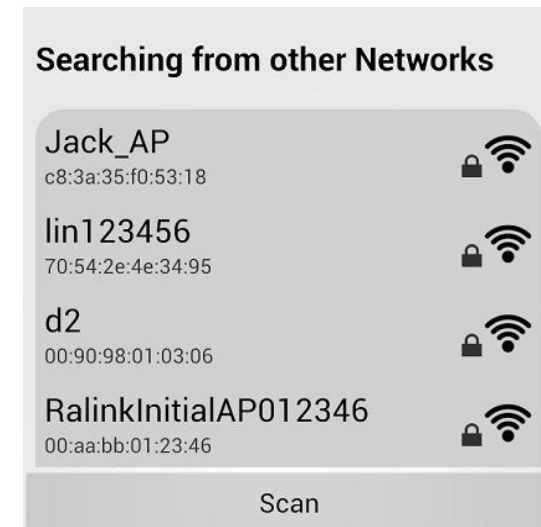 Searching from other Networks
Jack_AP
c8:3a:35:f0:53:18
lin123456
70:54:2e:4e:34:95
d2
00:90:98:01:03:06
RalinkInitialAP012346
00:aa:bb:01:23:46
Scan